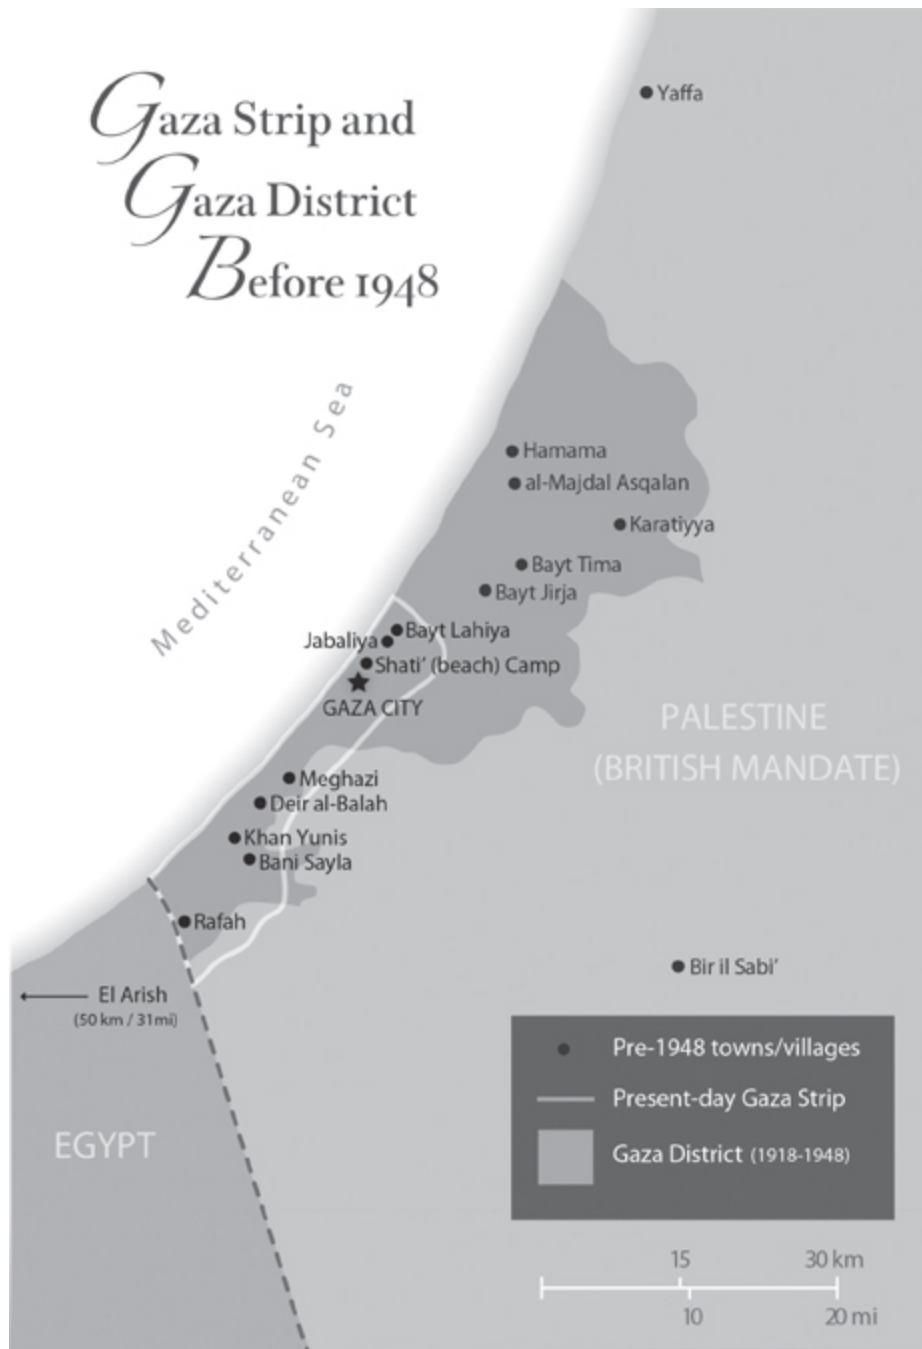 Gaza Strip and
Gaza District
Before 1948
Yaffa
Mediterranean Sea
Hamama
al-Majdal Asqalan
Karatiyya
Bayt Tima
Bayt Jirja
Bayt Lahiya
Jabaliya
Shati’ (beach) Camp
GAZA CITY
PALESTINE
(BRITISH MANDATE)
Meghazi
Deir al-Balah
Khan Yunis
Bani Sayla
Rafah
Bir il Sabi’
El Arish
(50 km / 31mi)
EGYPT
Pre-1948 towns/villages
Present-day Gaza Strip
Gaza District (1918-1948)
15 30 km
10 20 mi